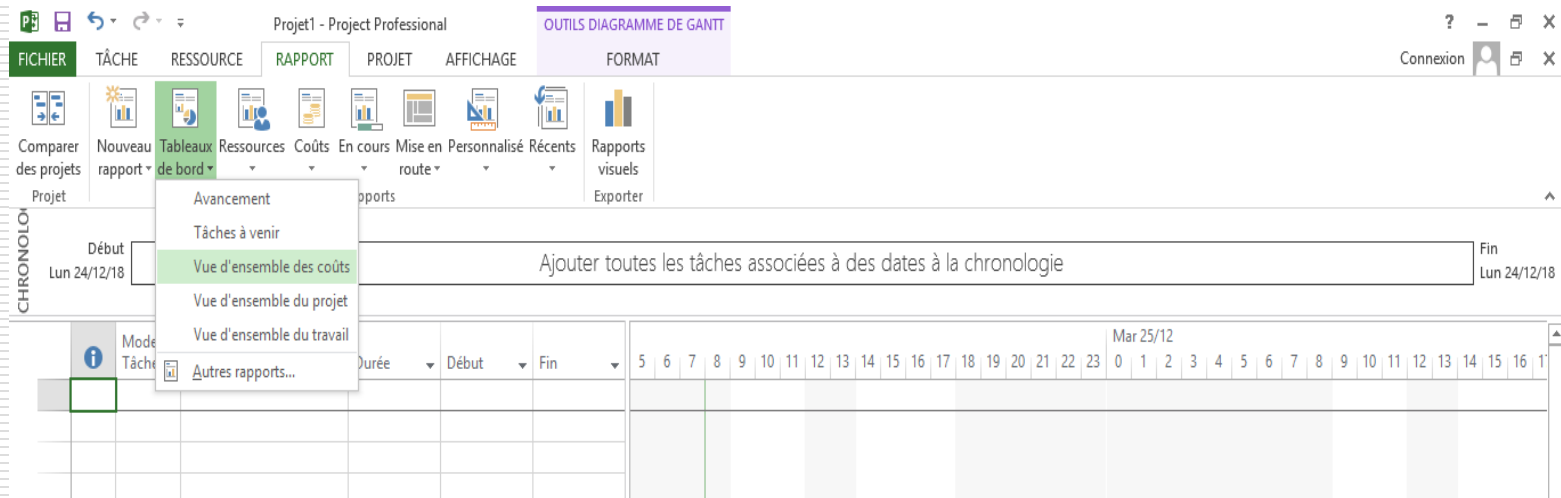 Projet1 - Project Professional
OUTILS DIAGRAMME DE GANTT
?
FICHIER TÂCHE RESSOURCE RAPPORT PROJET AFFICHAGE FORMAT Connexion
Comparer des projets
Nouveau rapport
Tableaux de bord
Ressources
Coûts
En cours
Mise en route
Personnalisé
Récents
Rapports visuels
Projet
pports
Exporter
Avancement
Tâches à venir
Vue d'ensemble des coûts
Vue d'ensemble du projet
Vue d'ensemble du travail
Autres rapports...
CHRONOLO
Début
Lun 24/12/18
Ajouter toutes les tâches associées à des dates à la chronologie
Fin
Lun 24/12/18
Mode
Tâche
Durée
Début
Fin
Mar 25/12
5 6 7 8 9 10 11 12 13 14 15 16 17 18 19 20 21 22 23 0 1 2 3 4 5 6 7 8 9 10 11 12 13 14 15 16